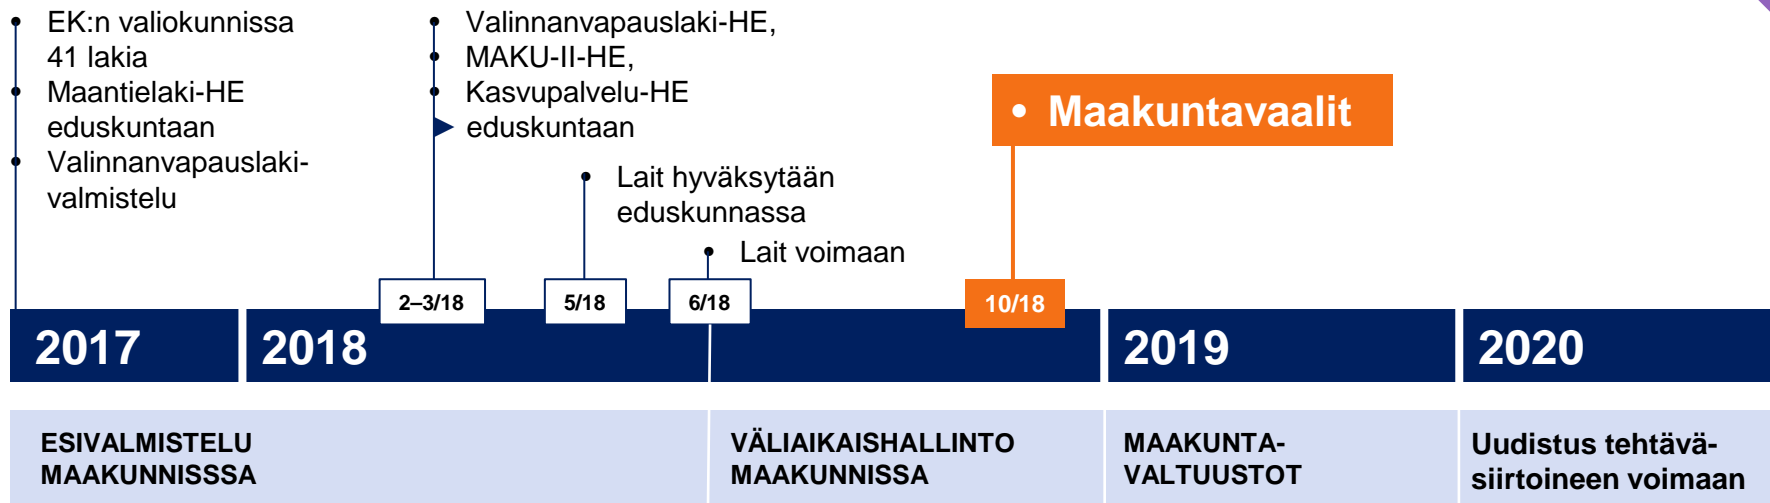 • EK:n valiokunnissa
41 lakia
• Maantielaki-HE
eduskuntaan
• Valinnanvapauslaki-
valmistelu
• Valinnanvapauslaki-HE,
• MAKU-II-HE,
• Kasvupalvelu-HE
eduskuntaan
• Lait hyväksytään
eduskunnassa
• Lait voimaan
• Maakuntavaalit
2–3/18
5/18
6/18
10/18
2017
2018
2019
2020
ESIVALMISTELU
MAAKUNNISSSA
VÄLIAIKAISHALLINTO
MAAKUNNISSA
MAAKUNTA-
VALTUUSTOT
Uudistus tehtävä-
siirtoineen voimaan